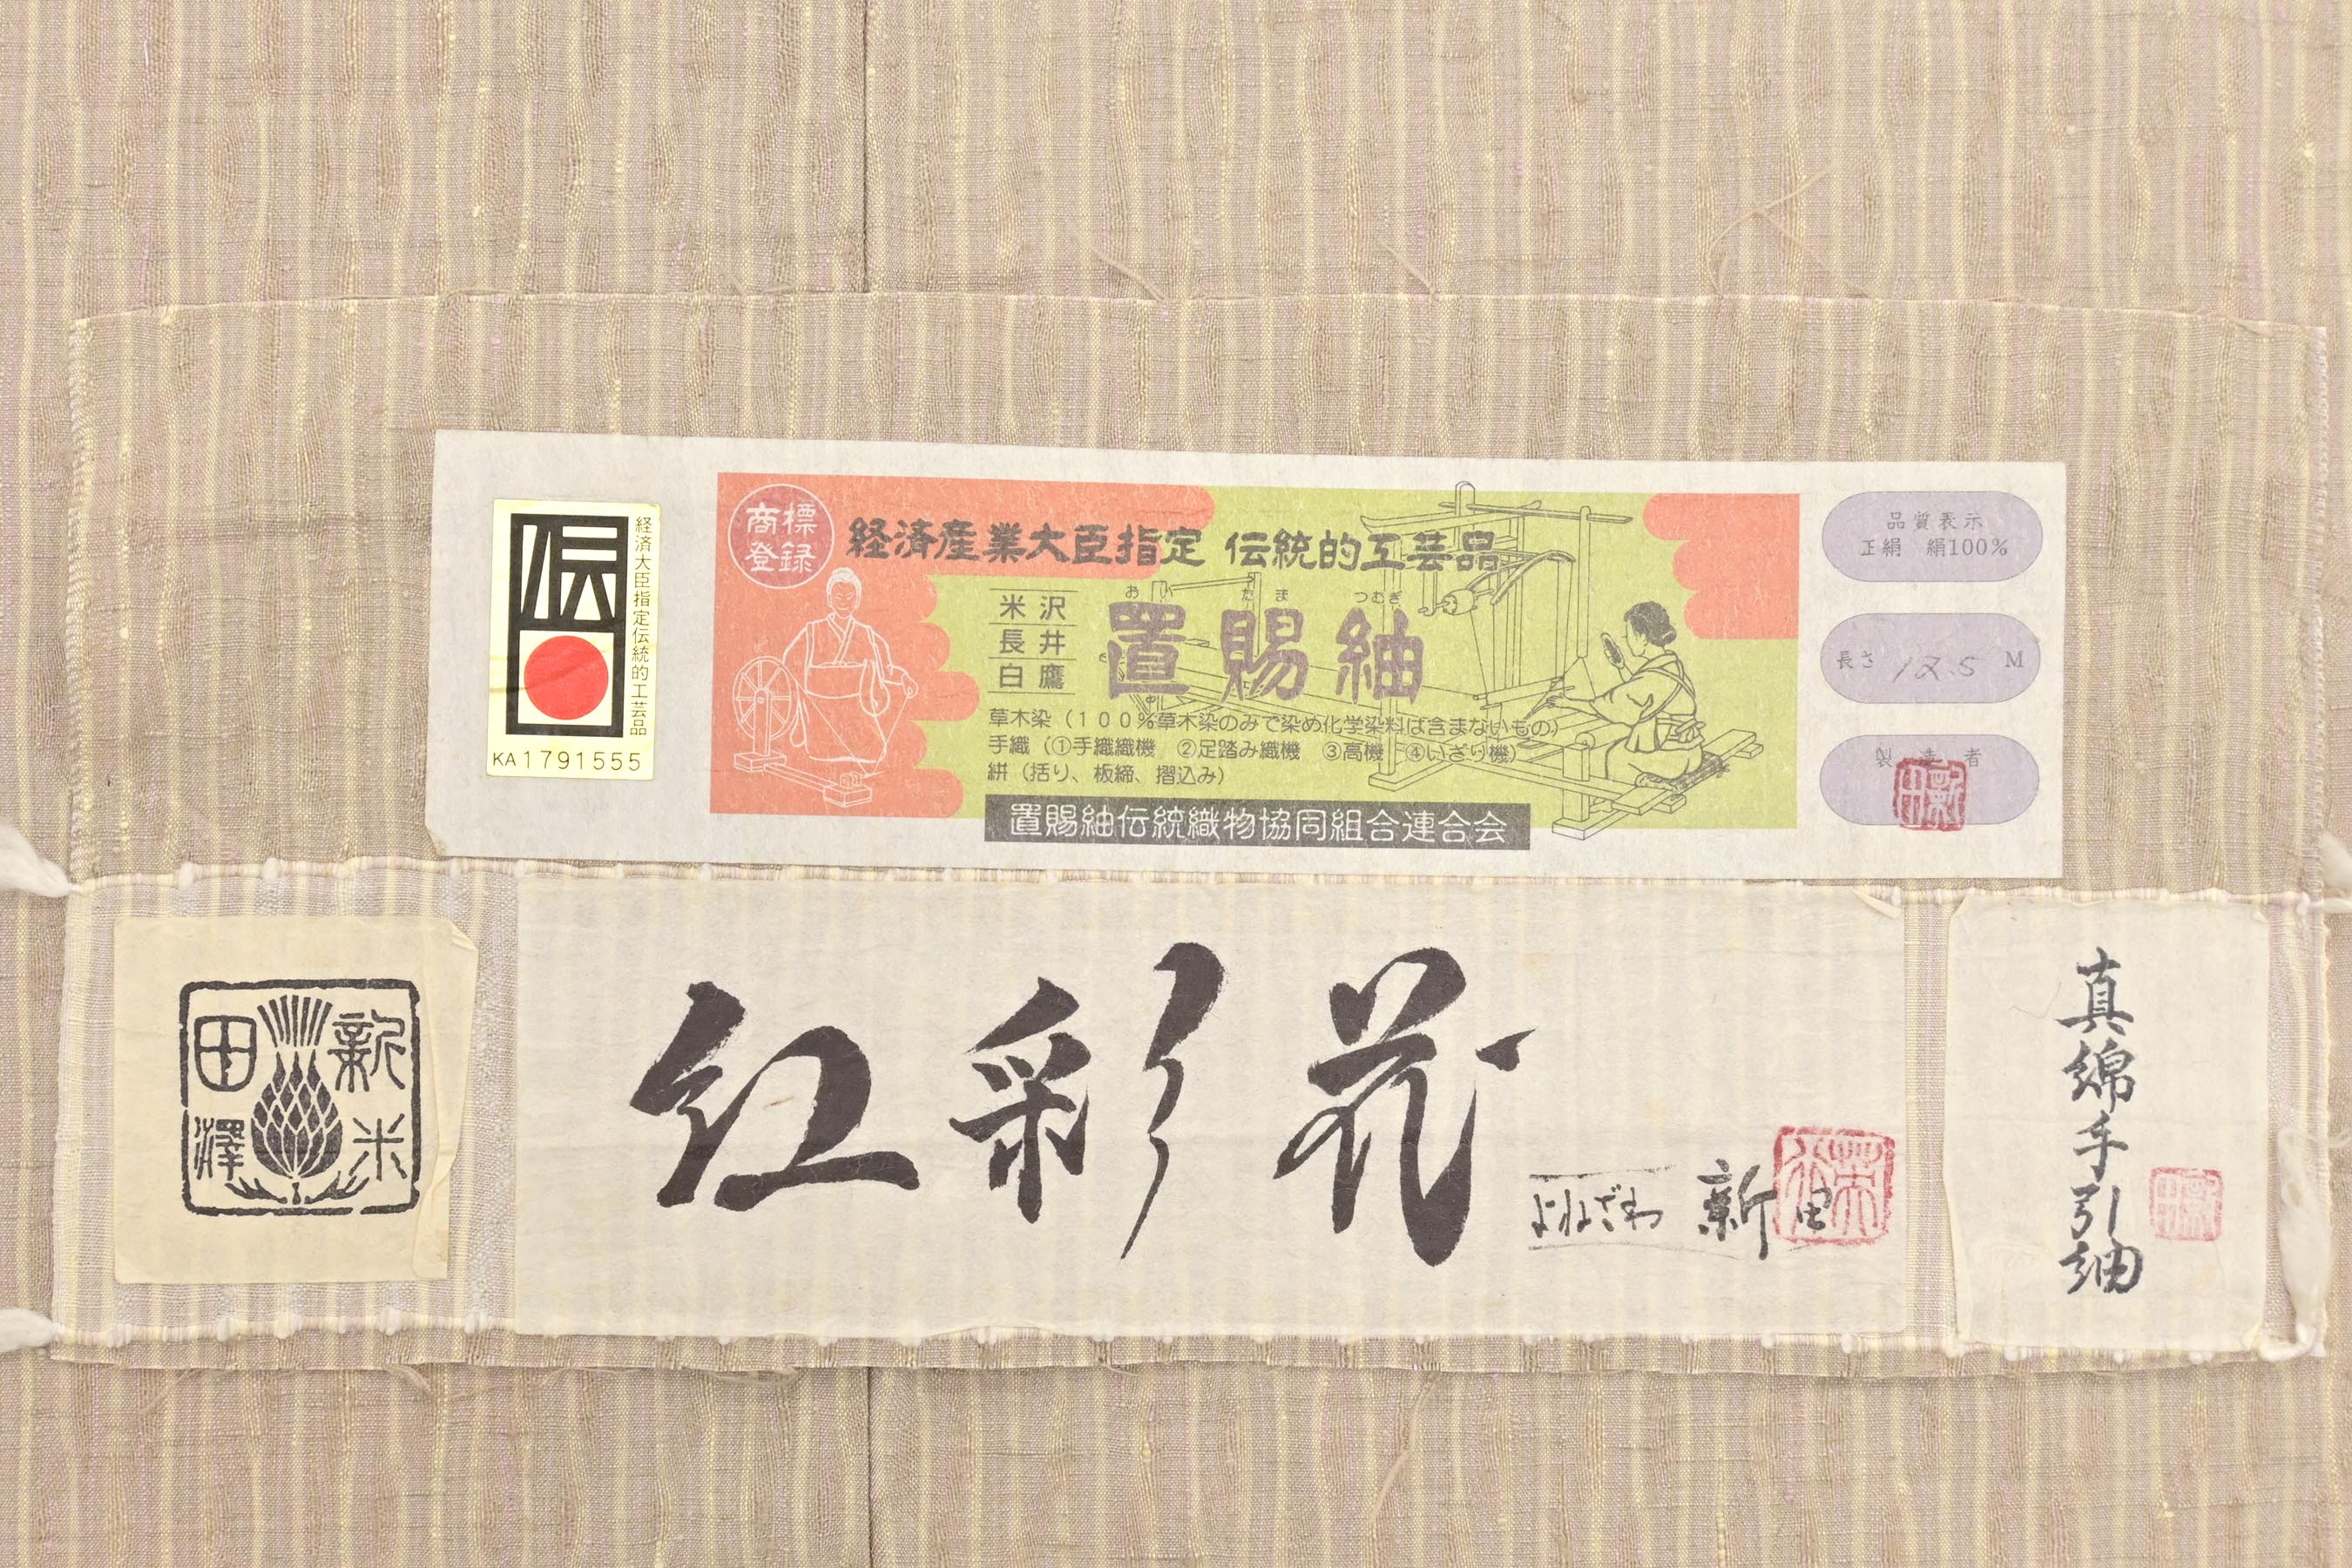 経済大臣指定伝統的工芸品
伝
KA1791555
商標
登録
経済産業大臣指定 伝統的工芸品
米沢
長井
白鷹
おい たま つむぎ
置賜紬
草木染(100%草木染のみで染め化学染料は含まないもの)
手織(①手織織機 ②足踏み織機 ③高機 ④いざり機)
絣(括り、板締、摺込み)
置賜紬伝統織物協同組合連合会
品質表示
正絹 絹100%
長さ 12.5 M
製造者
新田
新田
米澤
紅彩花
よねざわ 新田
真綿手引紬
新田